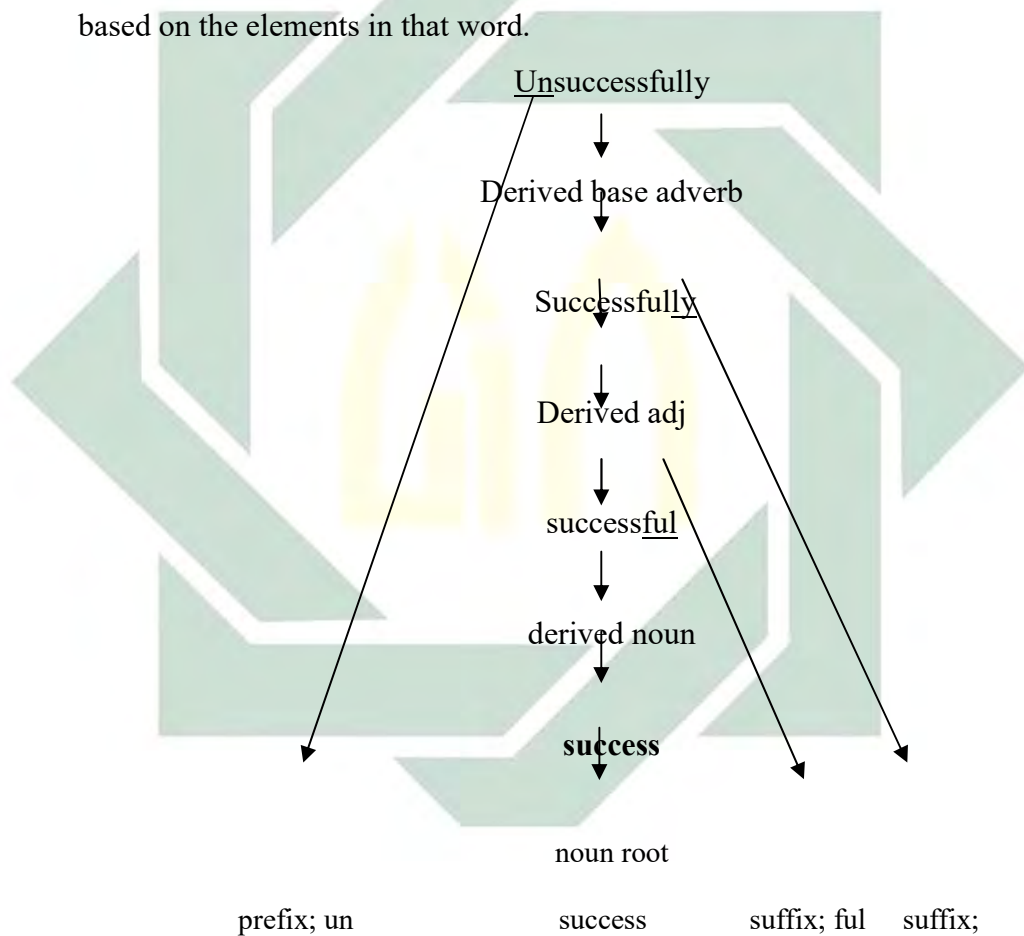 based on the elements in that word.
Unsuccessfully
Derived base adverb
Successfully
Derived adj
successful
derived noun
success
noun root
prefix; un success suffix; ful suffix;